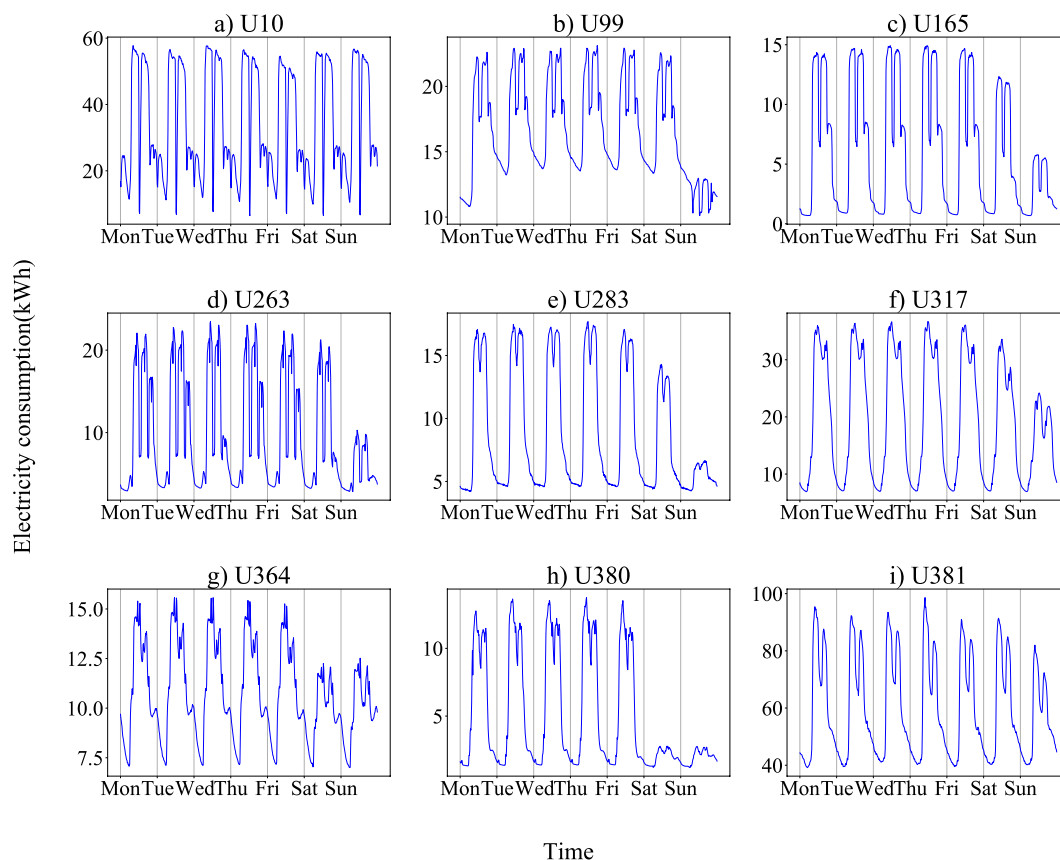 a) U10
b) U99
c) U165
60
40
20
20
15
10
15
10
5
0
Mon Tue Wed Thu Fri Sat Sun
Mon Tue Wed Thu Fri Sat Sun
Mon Tue Wed Thu Fri Sat Sun
Electricity consumption(kWh)
d) U263
e) U283
f) U317
20
10
15
10
5
30
20
10
Mon Tue Wed Thu Fri Sat Sun
Mon Tue Wed Thu Fri Sat Sun
Mon Tue Wed Thu Fri Sat Sun
g) U364
h) U380
i) U381
15.0
12.5
10.0
7.5
10
5
100
80
60
40
Mon Tue Wed Thu Fri Sat Sun
Mon Tue Wed Thu Fri Sat Sun
Mon Tue Wed Thu Fri Sat Sun
Time